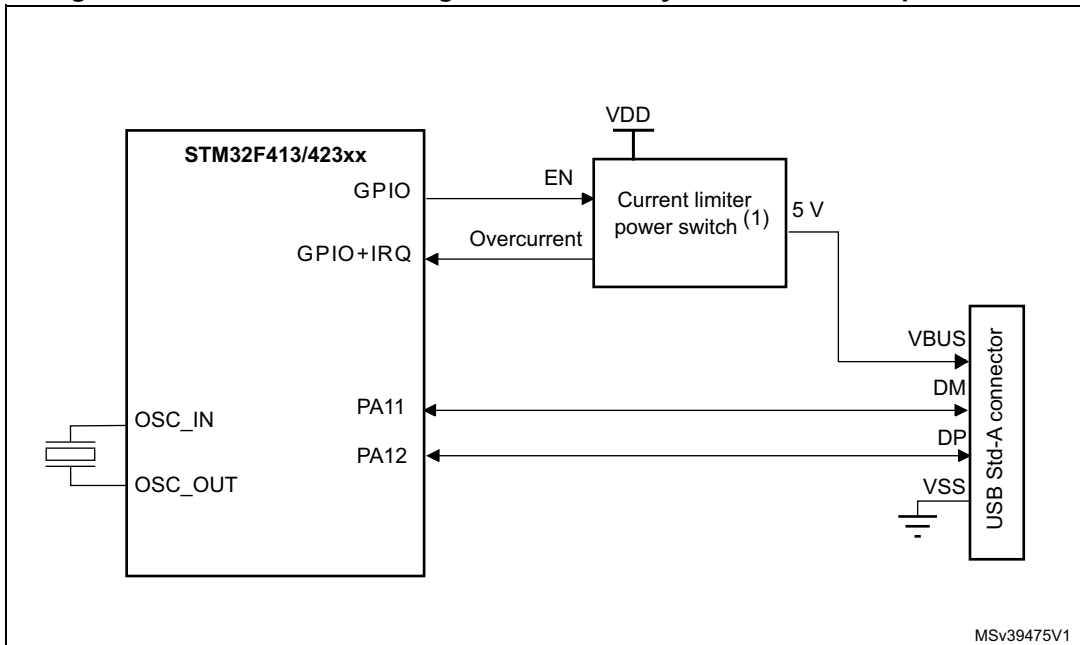 STM32F413/423xx
GPIO
GPIO+IRQ
OSC_IN
OSC_OUT
PA11
PA12
EN
Overcurrent
VDD
Current limiter
power switch (1)
5 V
VBUS
DM
DP
VSS
USB Std-A connector
MSv39475V1